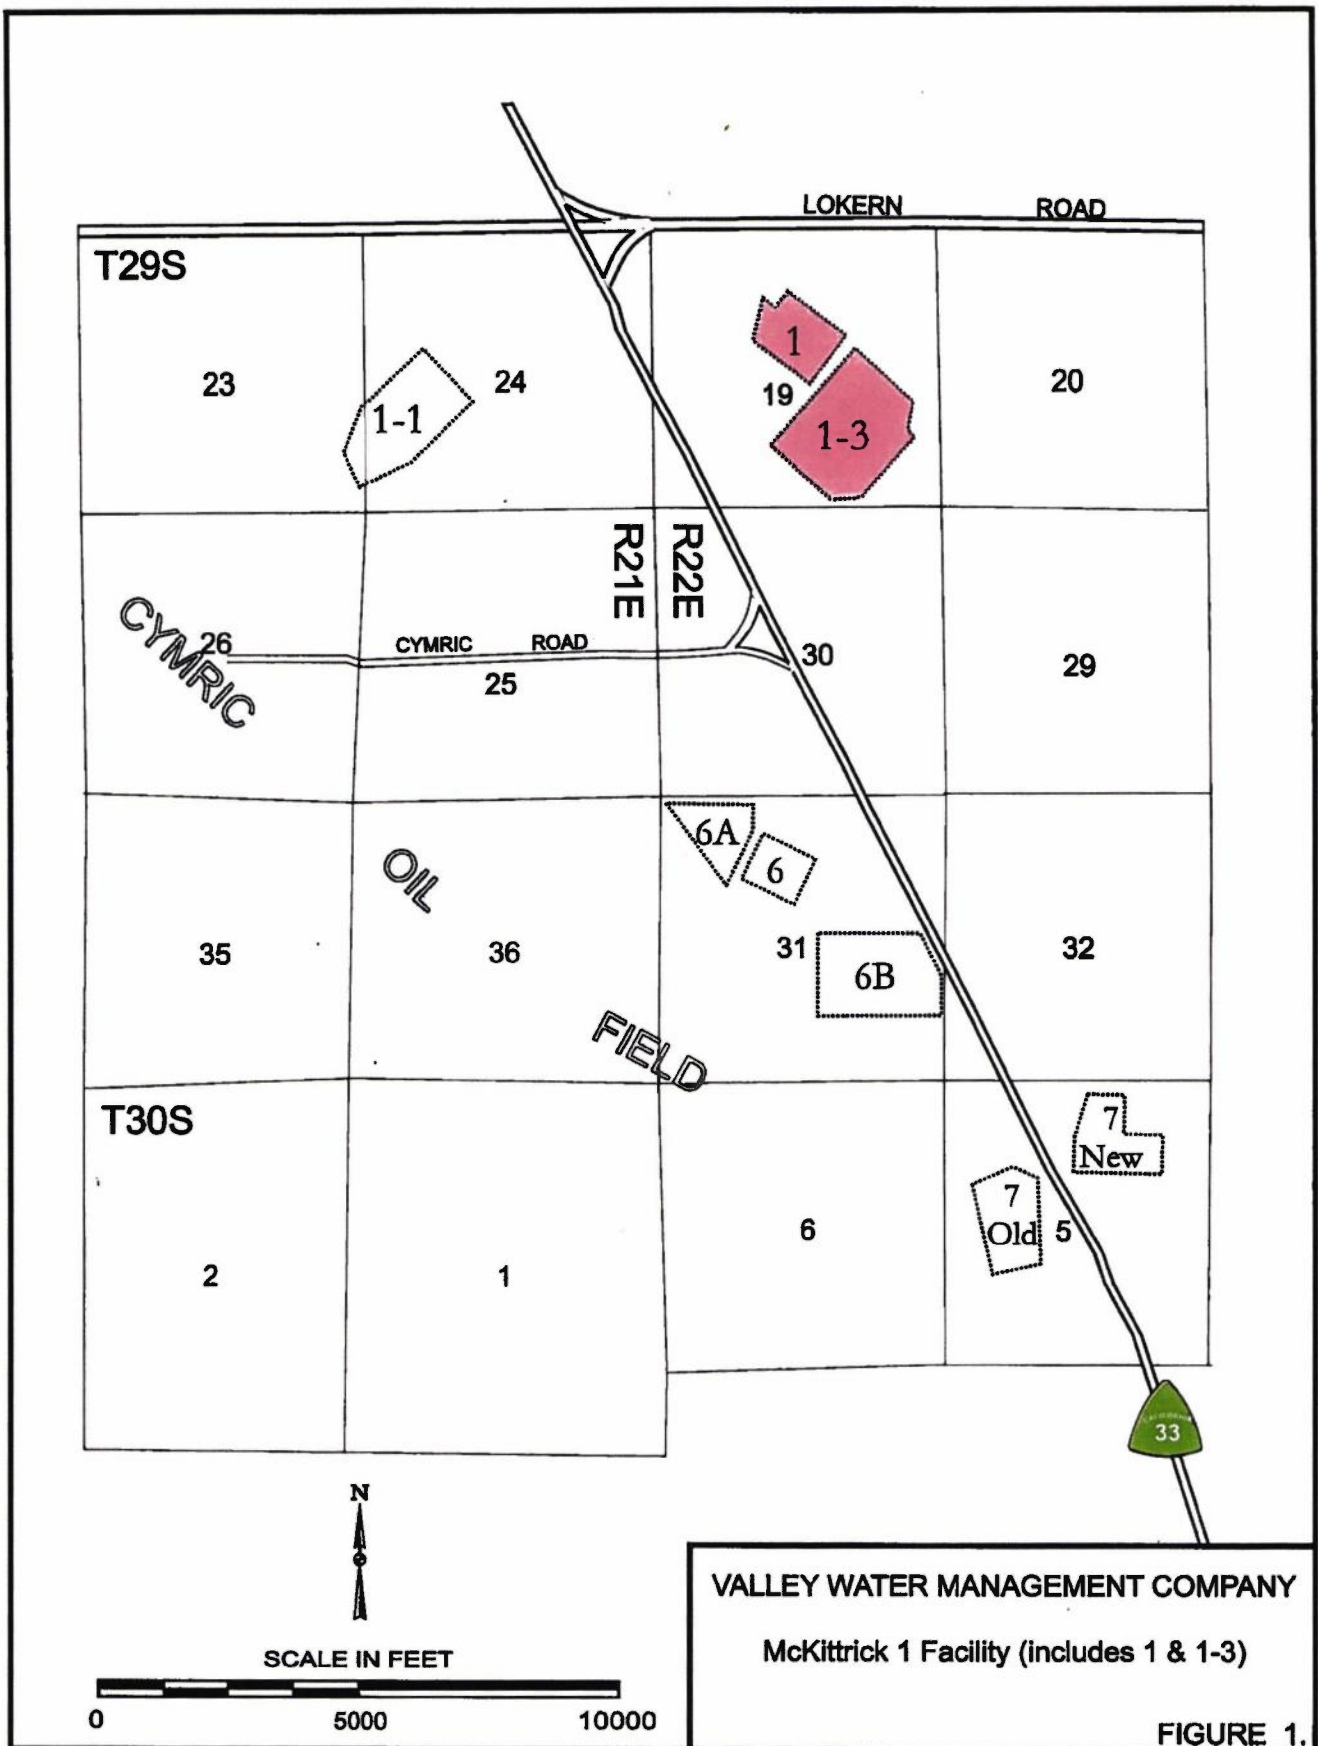 LOKERN ROAD
T29S
1
23
24
19
20
1-1
1-3
R21E
R22E
CYMRIC
26
CYMRIC ROAD
30
29
25
6A
6
OIL
35
36
31
32
6B
FIELD
T30S
7
New
7
Old
5
6
2
1
33
N
SCALE IN FEET
0 5000 10000
VALLEY WATER MANAGEMENT COMPANY
McKittrick 1 Facility (includes 1 & 1-3)
FIGURE 1.